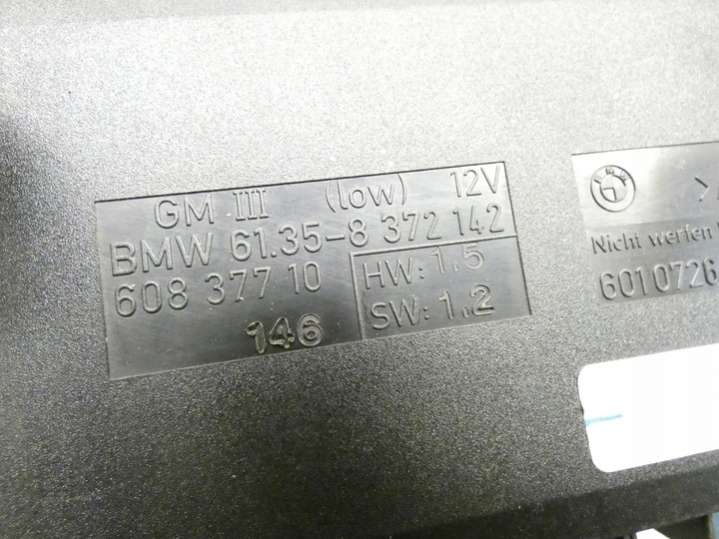 GM III (low) 12V
BMW 61.35-8 372 142
608 377 10
HW: 1.5
146
SW: 1.2
>
Nicht werfen
6010726